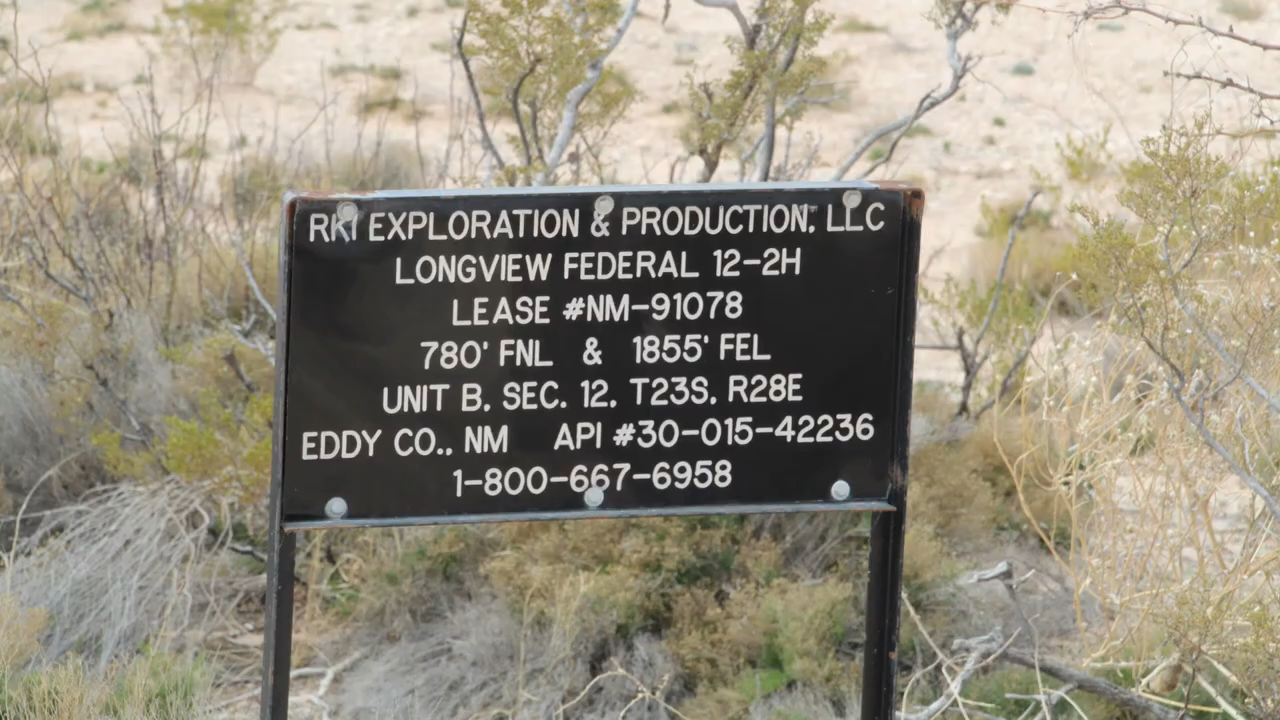 RKI EXPLORATION & PRODUCTION, LLC
LONGVIEW FEDERAL 12-2H
LEASE #NM-91078
780' FNL & 1855' FEL
UNIT B, SEC. 12, T23S, R28E
EDDY CO., NM API #30-015-42236
1-800-667-6958